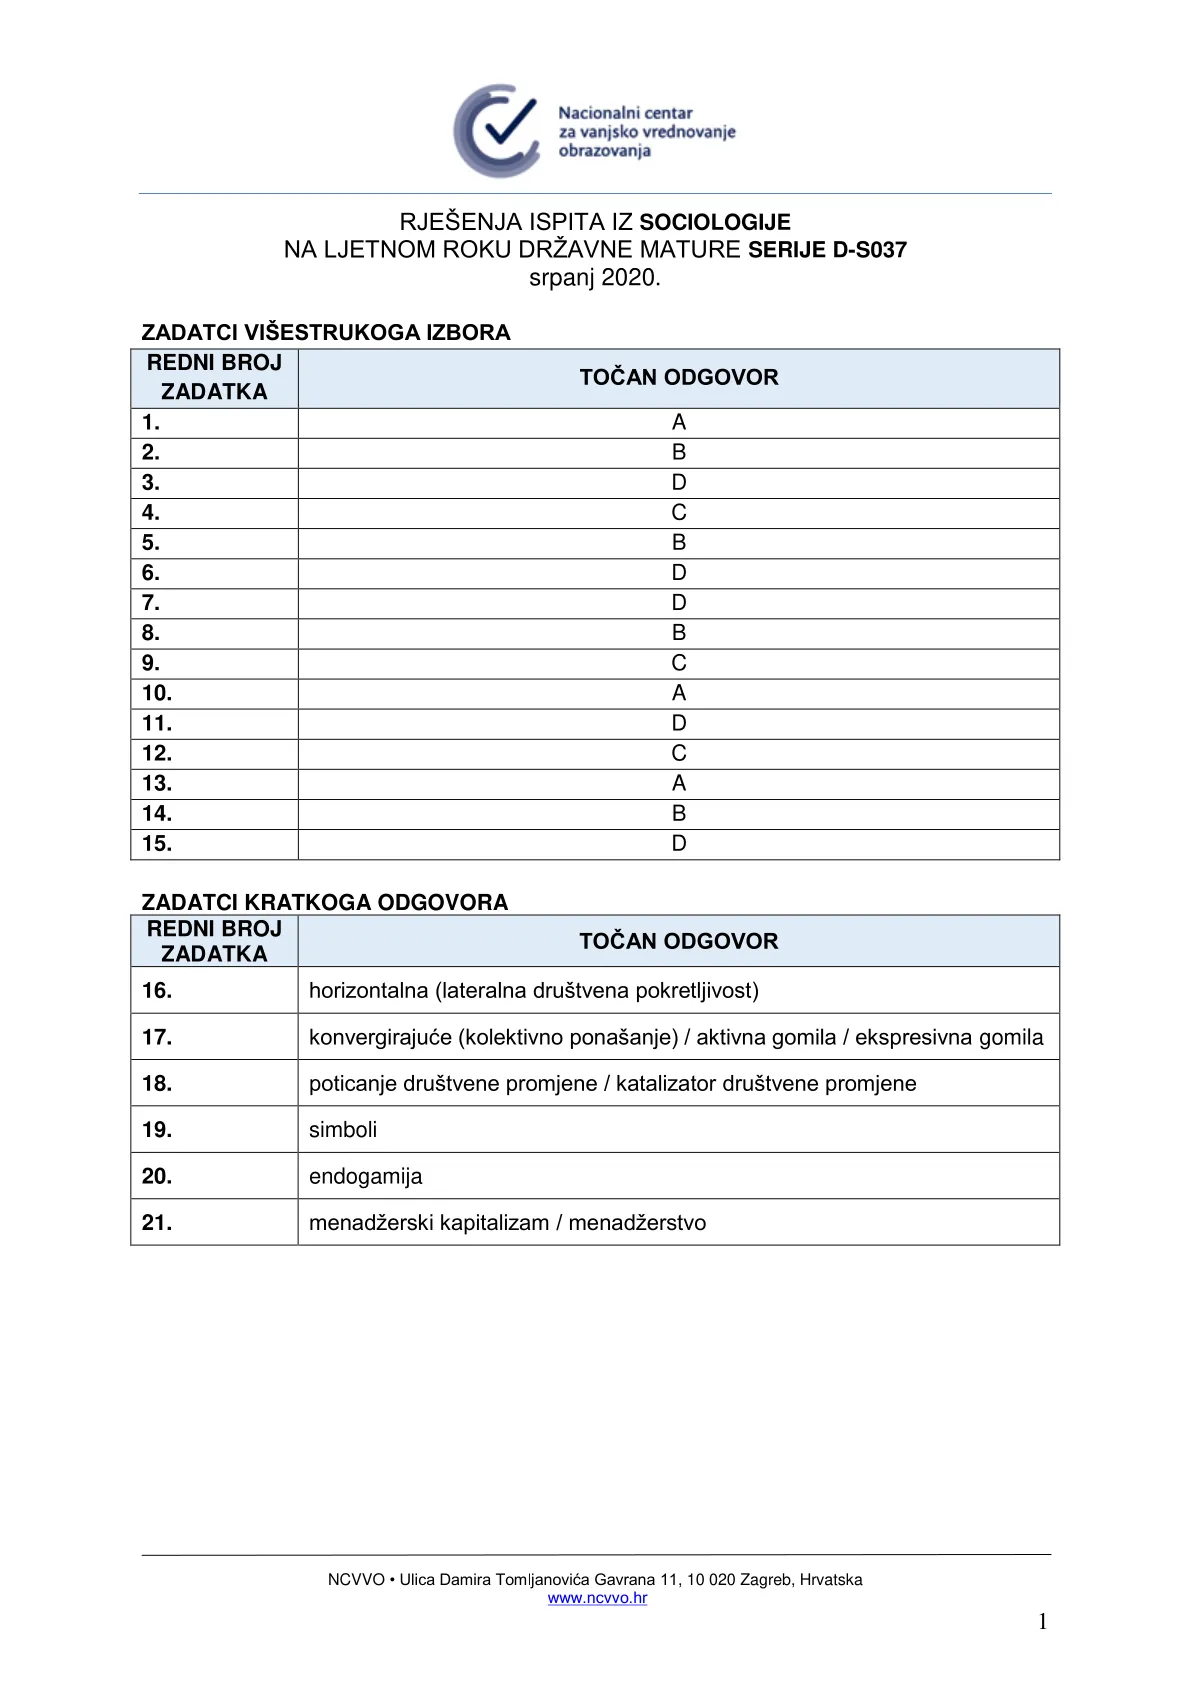 Nacionalni centar
za vanjsko vrednovanje
obrazovanja
RJEŠENJA ISPITA IZ SOCIOLOGIJE
NA LJETNOM ROKU DRŽAVNE MATURE SERIJE D-S037
srpanj 2020.
ZADATCI VIŠESTRUKOGA IZBORA
REDNI BROJ ZADATKA TOČAN ODGOVOR
1. A
2. B
3. D
4. C
5. B
6. D
7. D
8. B
9. C
10. A
11. D
12. C
13. A
14. B
15. D
ZADATCI KRATKOGA ODGOVORA
REDNI BROJ ZADATKA TOČAN ODGOVOR
16. horizontalna (lateralna društvena pokretljivost)
17. konvergirajuće (kolektivno ponašanje) / aktivna gomila / ekspresivna gomila
18. poticanje društvene promjene / katalizator društvene promjene
19. simboli
20. endogamija
21. menadžerski kapitalizam / menadžerstvo
NCVVO • Ulica Damira Tomljanovića Gavrana 11, 10 020 Zagreb, Hrvatska
www.ncvvo.hr
1